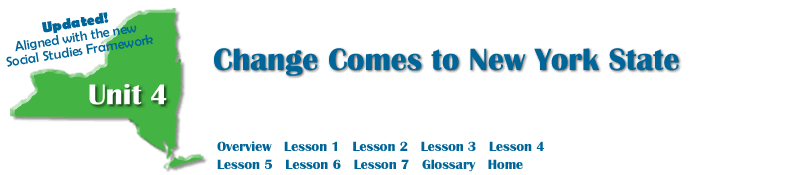 Updated!
Aligned with the new
Social Studies Framework
Unit 4
Change Comes to New York State
Overview Lesson 1 Lesson 2 Lesson 3 Lesson 4
Lesson 5 Lesson 6 Lesson 7 Glossary Home